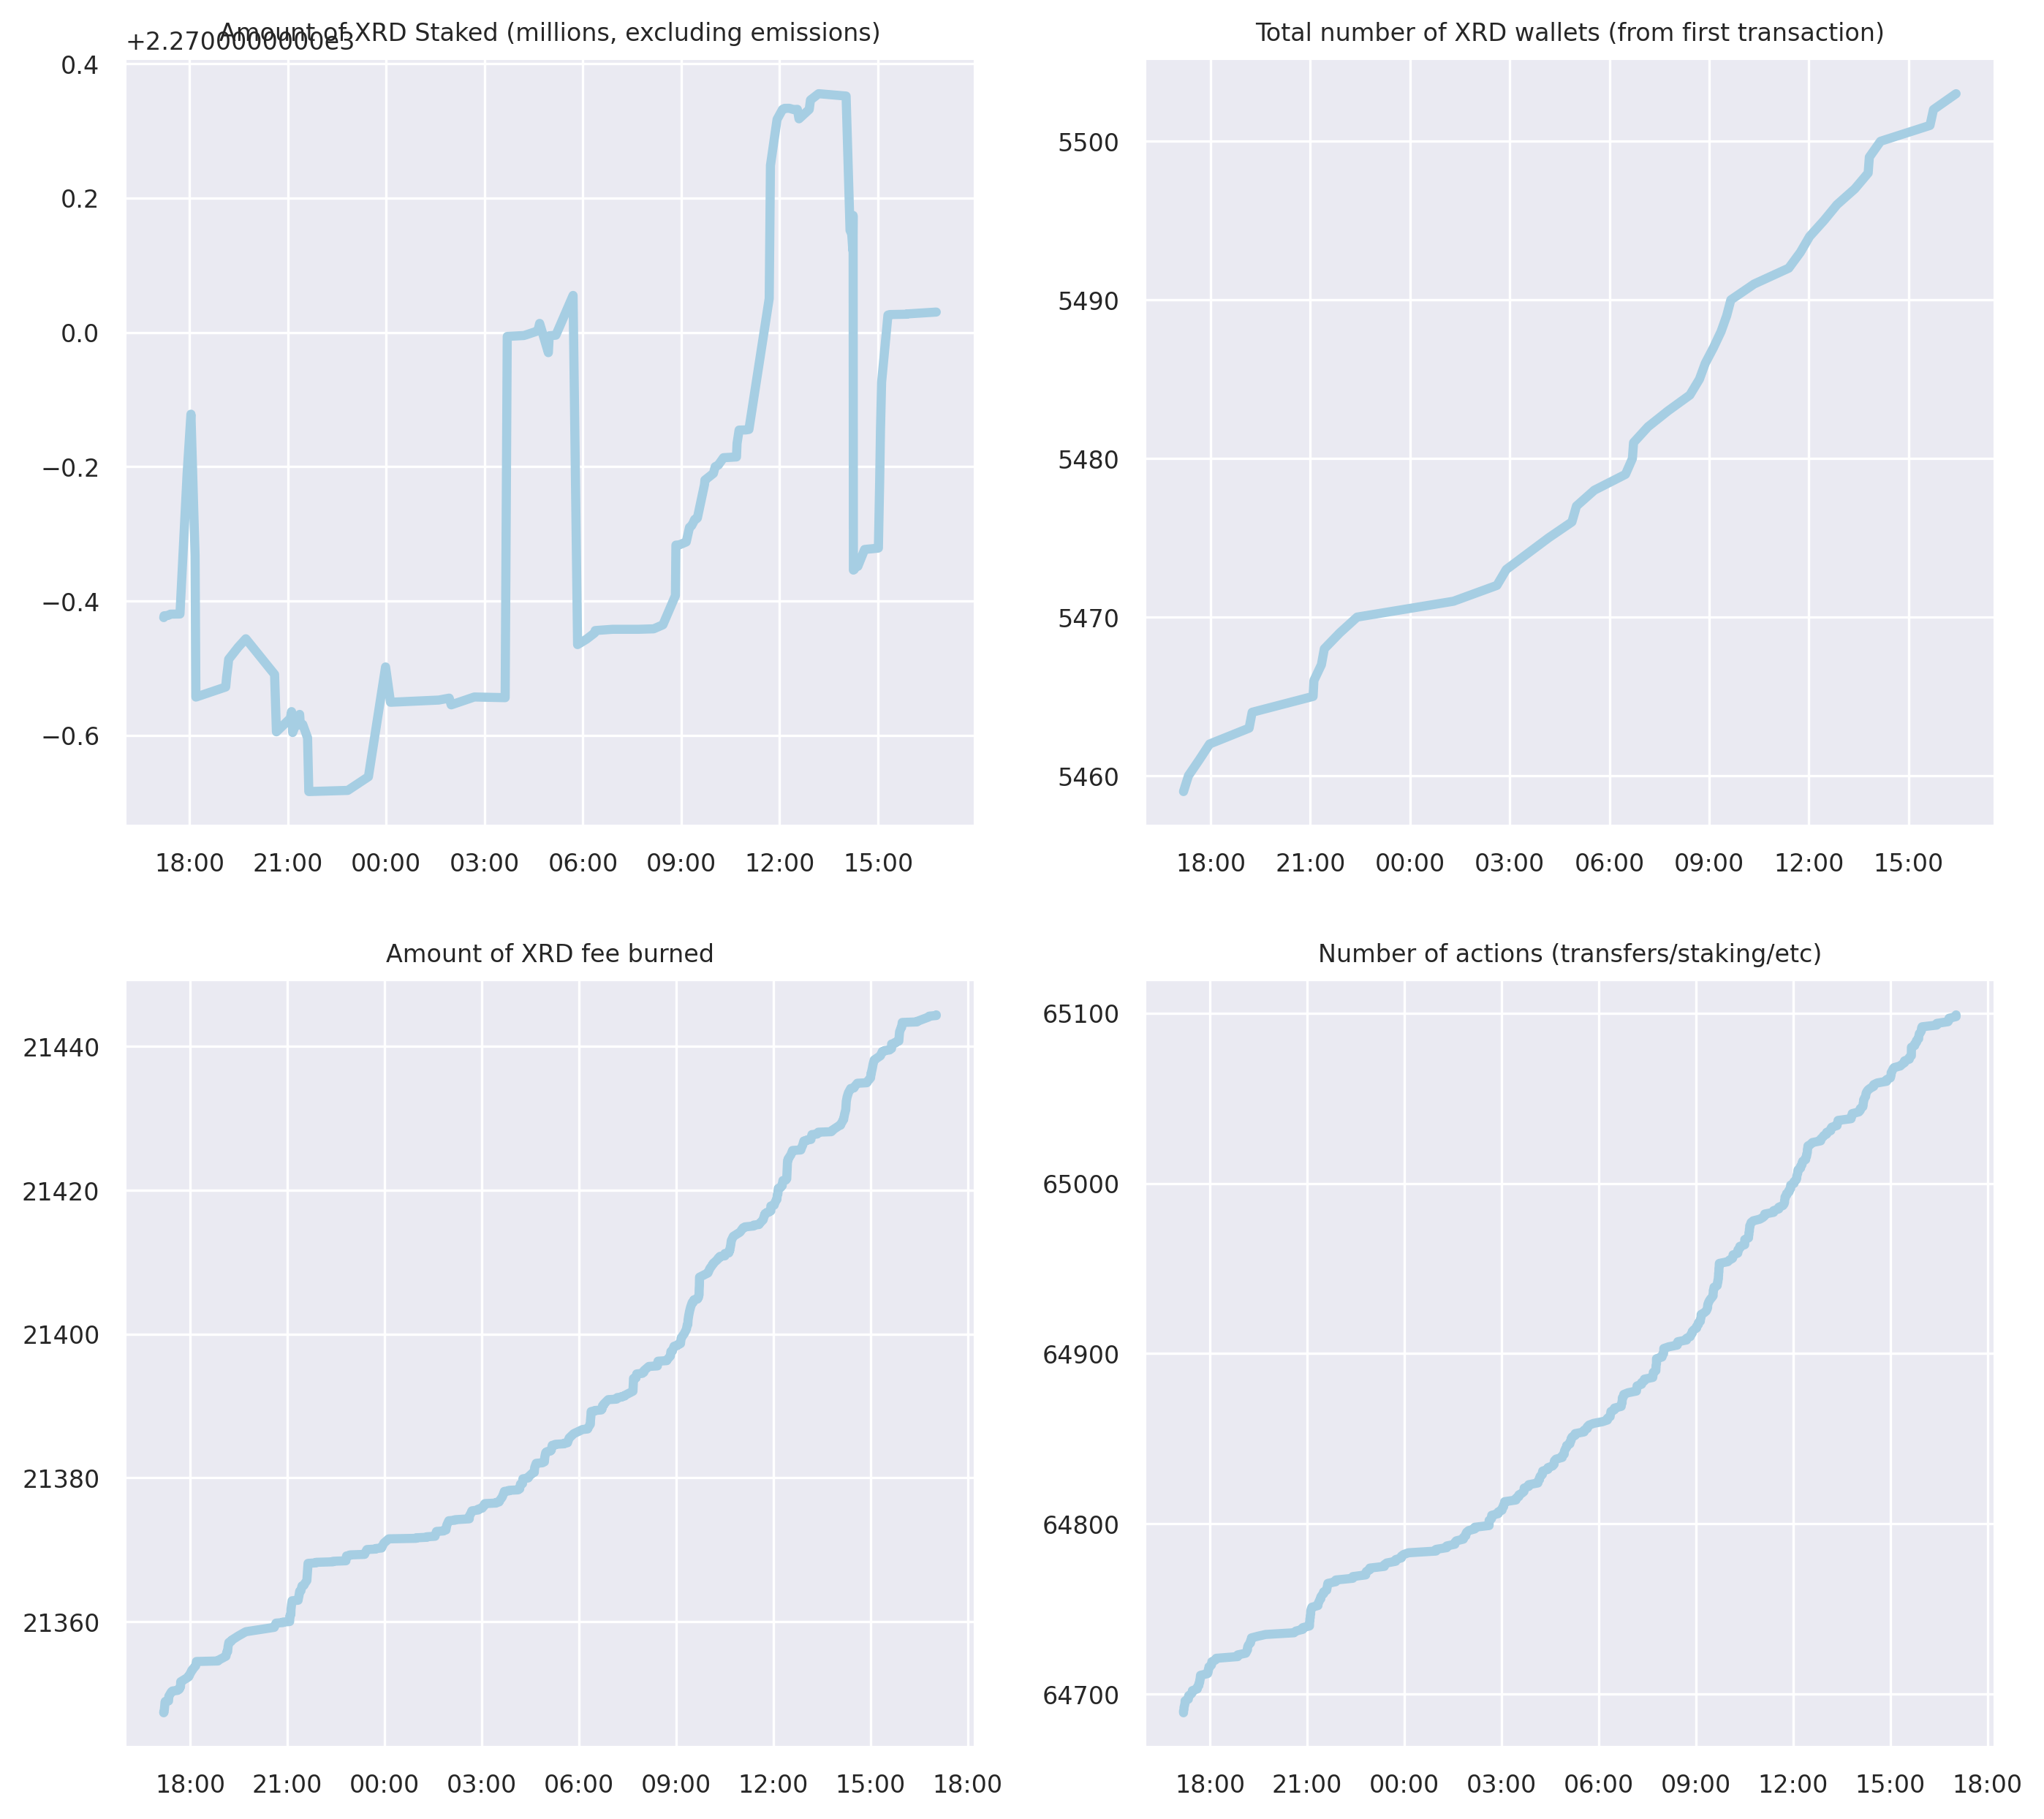 Amount of XRD Staked (millions, excluding emissions)
+2.2700000000e3
0.4
0.2
0.0
−0.2
−0.4
−0.6
18:00 21:00 00:00 03:00 06:00 09:00 12:00 15:00
Total number of XRD wallets (from first transaction)
5500
5490
5480
5470
5460
18:00 21:00 00:00 03:00 06:00 09:00 12:00 15:00
Amount of XRD fee burned
21440
21420
21400
21380
21360
18:00 21:00 00:00 03:00 06:00 09:00 12:00 15:00 18:00
Number of actions (transfers/staking/etc)
65100
65000
64900
64800
64700
18:00 21:00 00:00 03:00 06:00 09:00 12:00 15:00 18:00